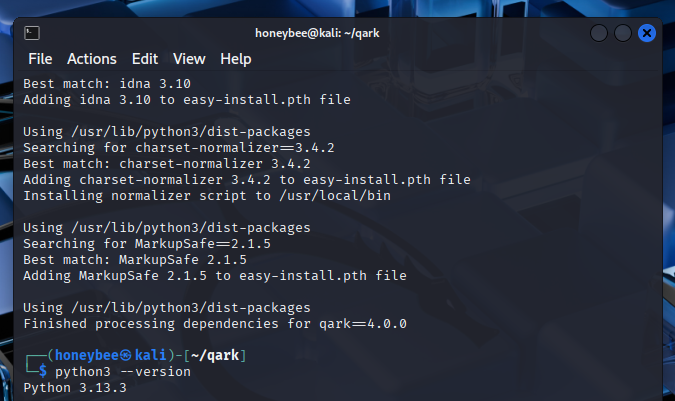 honeybee@kali: ~/qark
File Actions Edit View Help
Best match: idna 3.10
Adding idna 3.10 to easy-install.pth file
Using /usr/lib/python3/dist-packages
Searching for charset-normalizer==3.4.2
Best match: charset-normalizer 3.4.2
Adding charset-normalizer 3.4.2 to easy-install.pth file
Installing normalizer script to /usr/local/bin
Using /usr/lib/python3/dist-packages
Searching for MarkupSafe==2.1.5
Best match: MarkupSafe 2.1.5
Adding MarkupSafe 2.1.5 to easy-install.pth file
Using /usr/lib/python3/dist-packages
Finished processing dependencies for qark==4.0.0
┌──(honeybee㉿kali)-[~/qark]
└─$ python3 --version
Python 3.13.3